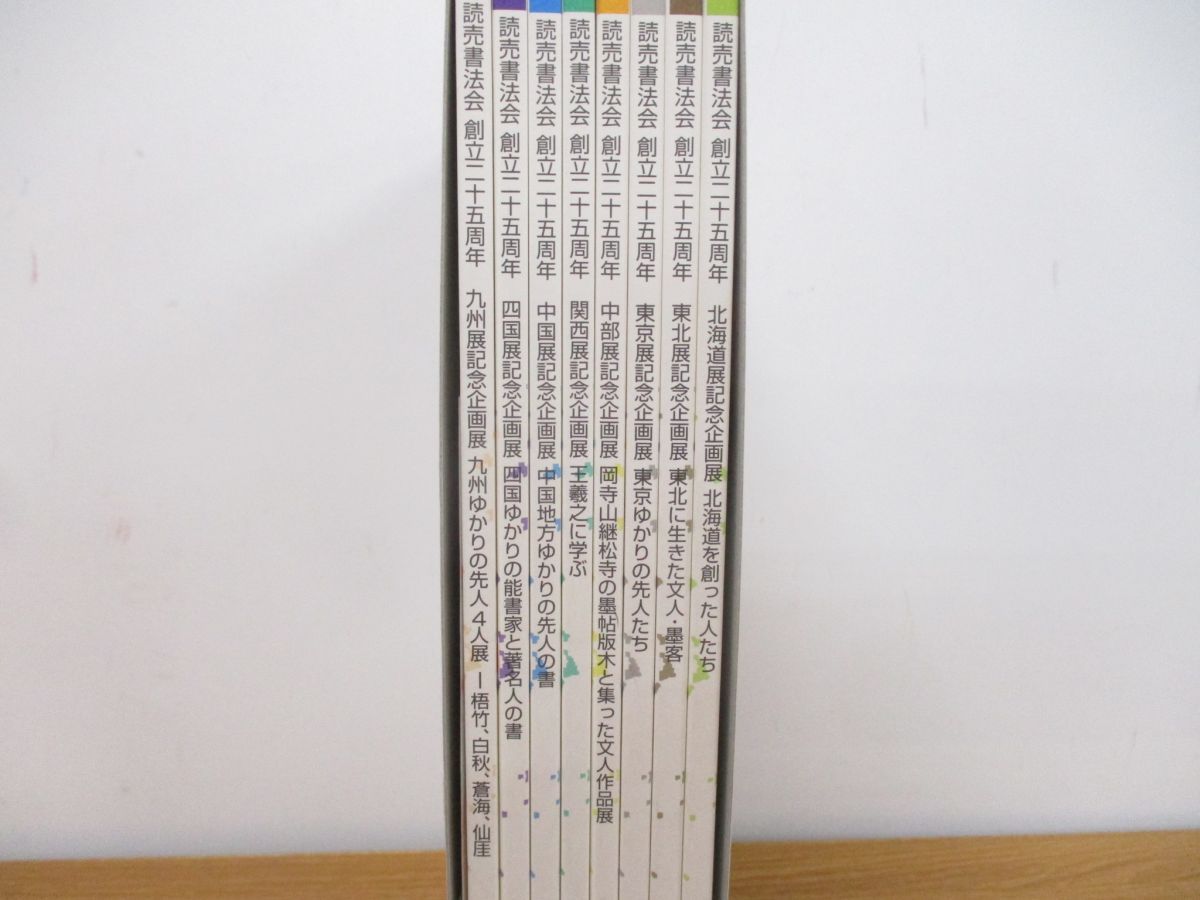 読売書法会 創立二十五周年 北海道展記念企画展 北海道を創った人たち
読売書法会 創立二十五周年 東北展記念企画展 東北に生きた文人・墨客
読売書法会 創立二十五周年 東京展記念企画展 東京ゆかりの先人たち
読売書法会 創立二十五周年 中部展記念企画展 岡寺山継松寺の墨帖版木と集った文人作品展
読売書法会 創立二十五周年 関西展記念企画展 王羲之に学ぶ
読売書法会 創立二十五周年 中国展記念企画展 中国地方ゆかりの先人の書
読売書法会 創立二十五周年 四国展記念企画展 四国ゆかりの能書家と著名人の書
読売書法会 創立二十五周年 九州展記念企画展 九州ゆかりの先人4人展 ー梧竹、白秋、蒼海、仙厓